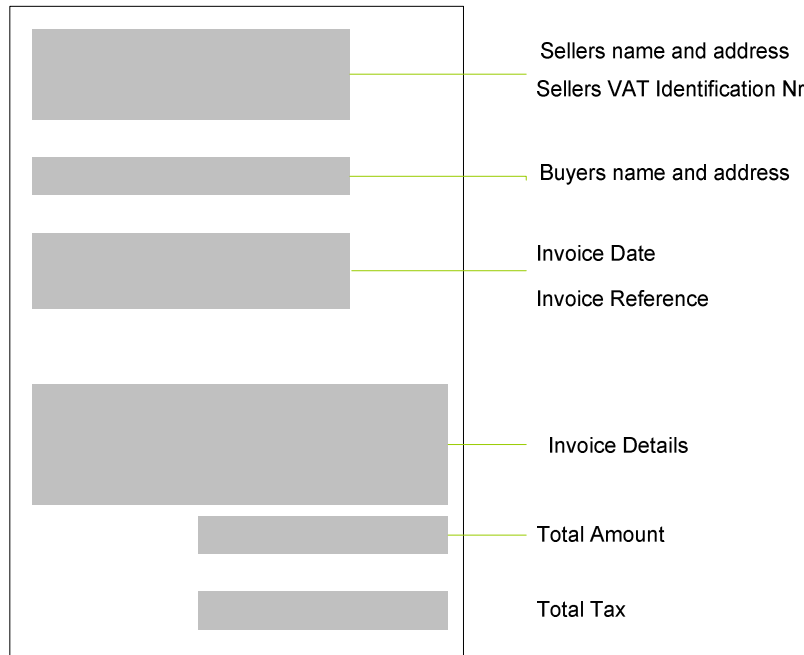 Sellers name and address
Sellers VAT Identification Nr
Buyers name and address
Invoice Date
Invoice Reference
Invoice Details
Total Amount
Total Tax